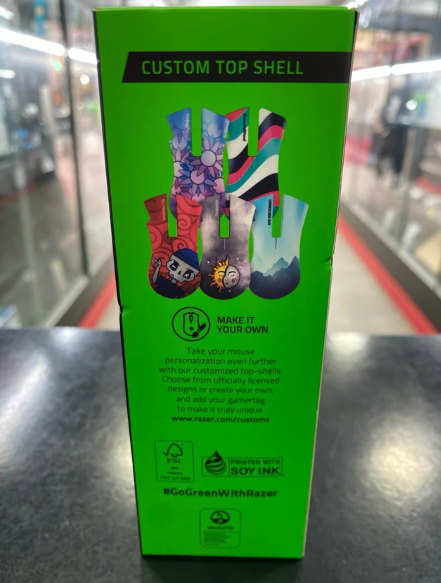 CUSTOM TOP SHELL
MAKE IT
YOUR OWN
Take your mouse
personalization even further
with our customized top-shells.
Choose from officially licensed
designs or create your own,
and add your gamertag
to make it truly unique.
www.razer.com/customs
FSC
PRINTED WITH
SOY INK
#GoGreenWithRazer